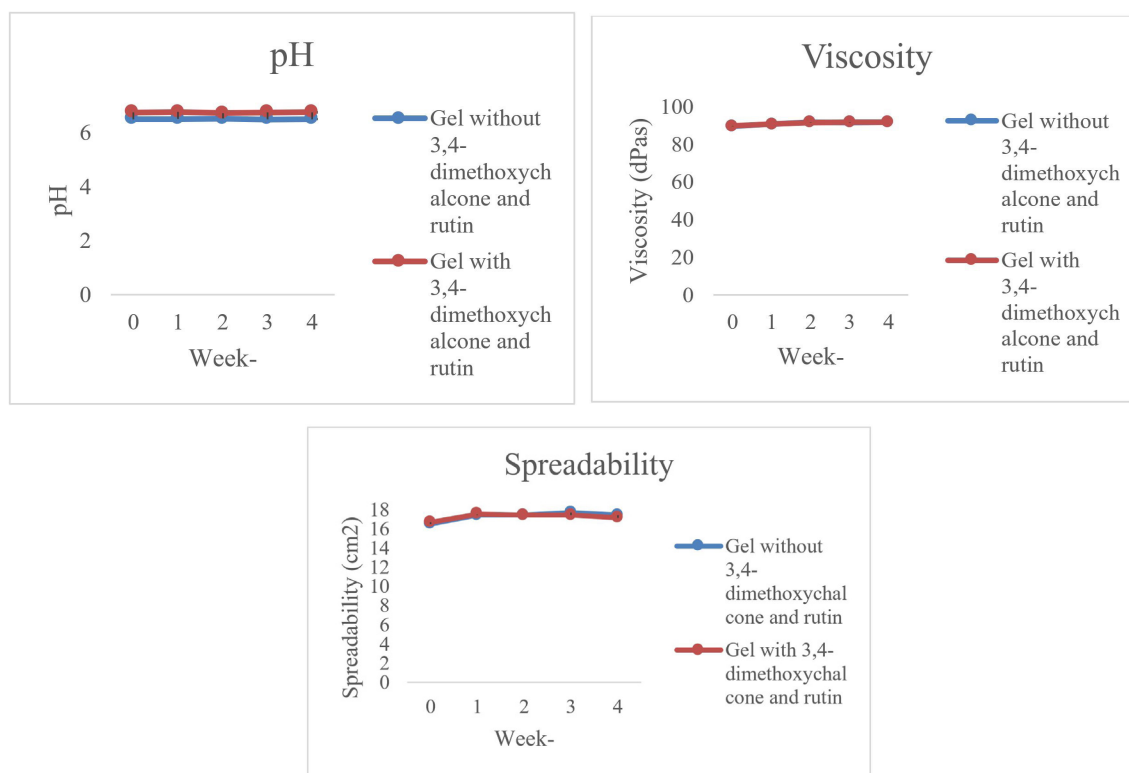 pH
6
4
2
0
pH
0 1 2 3 4
Week-
Gel without
3,4-
dimethoxych
alcone and
rutin
Gel with
3,4-
dimethoxych
alcone and
rutin
Viscosity
100
80
60
40
20
0
Viscosity (dPas)
0 1 2 3 4
Week-
Gel without
3,4-
dimethoxych
alcone and
rutin
Gel with
3,4-
dimethoxych
alcone and
rutin
Spreadability
18
16
14
12
10
8
6
4
2
0
Spreadability (cm2)
0 1 2 3 4
Week-
Gel without
3,4-
dimethoxychal
cone and rutin
Gel with 3,4-
dimethoxychal
cone and rutin